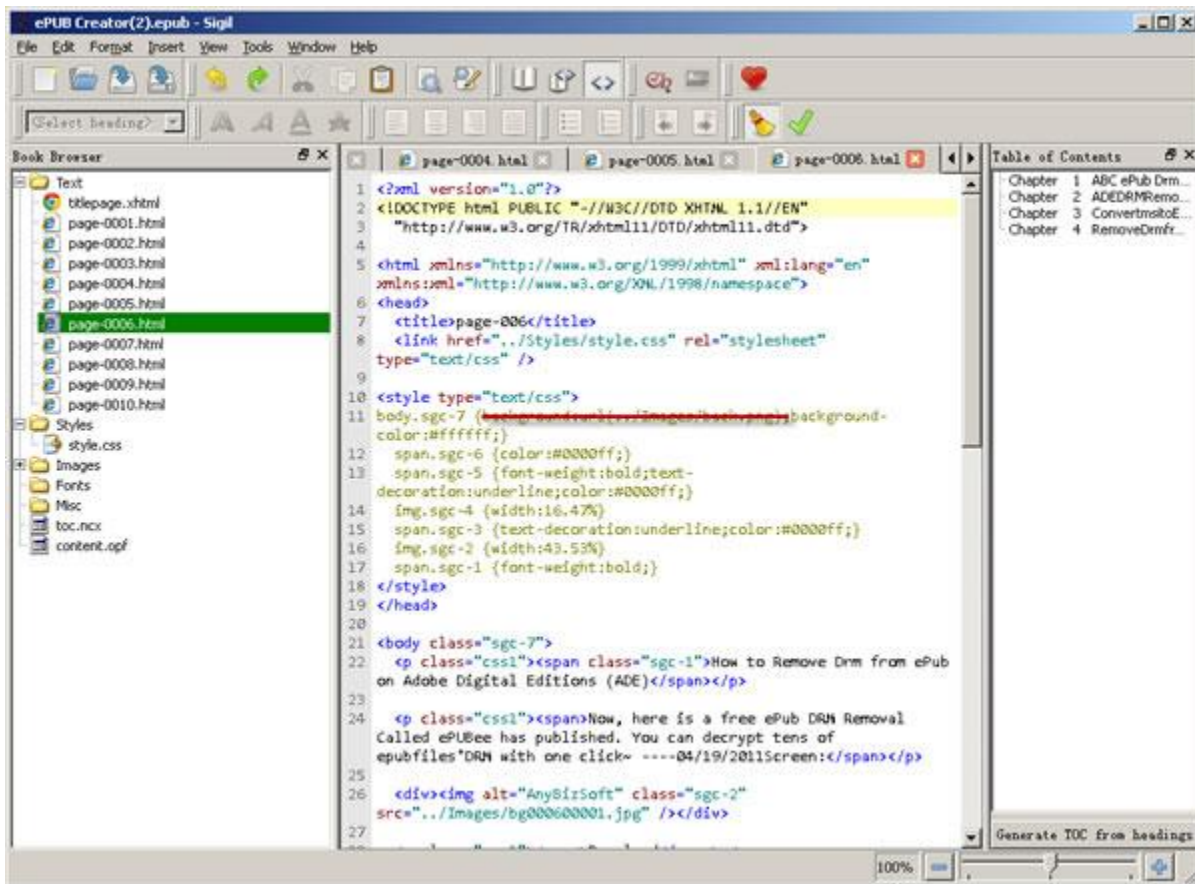 ePUB Creator(2).epub - Sigil
File Edit Format Insert View Tools Window Help
<Select heading>
Book Browser
Text
titlepage.xhtml
page-0001.html
page-0002.html
page-0003.html
page-0004.html
page-0005.html
page-0006.html
page-0007.html
page-0008.html
page-0009.html
page-0010.html
Styles
style.css
Images
Fonts
Misc
toc.ncx
content.opf
page-0004.html page-0005.html page-0006.html
1 <?xml version="1.0"?>
2 <!DOCTYPE html PUBLIC "-//W3C//DTD XHTML 1.1//EN"
3 "http://www.w3.org/TR/xhtml11/DTD/xhtml11.dtd">
4
5 <html xmlns="http://www.w3.org/1999/xhtml" xml:lang="en"
xmlns:xml="http://www.w3.org/XML/1998/namespace">
6 <head>
7 <title>page-006</title>
8 <link href="../Styles/style.css" rel="stylesheet"
type="text/css" />
9
10 <style type="text/css">
11 body.sgc-7 {background:url(../Images/bash.png);background-
color:#ffffff;}
12 span.sgc-6 {color:#0000ff;}
13 span.sgc-5 {font-weight:bold;text-
decoration:underline;color:#0000ff;}
14 img.sgc-4 {width:16.47%}
15 span.sgc-3 {text-decoration:underline;color:#0000ff;}
16 img.sgc-2 {width:43.53%}
17 span.sgc-1 {font-weight:bold;}
18 </style>
19 </head>
20
21 <body class="sgc-7">
22 <p class="css1"><span class="sgc-1">How to Remove Drm from ePub
on Adobe Digital Editions (ADE)</span></p>
23
24 <p class="css1"><span>Now, here is a free ePub DRM Removal
Called ePUBee has published. You can decrypt tens of
epubfiles'DRM with one click~ ----04/19/2011Screen:</span></p>
25
26 <div><img alt="AnyBizSoft" class="sgc-2"
src="../Images/bg000600001.jpg" /></div>
27
Table of Contents
Chapter 1 ABC ePub Drm...
Chapter 2 ADEDRMRemo...
Chapter 3 ConvertmsitoE...
Chapter 4 RemoveDrmfr...
Generate TOC from headings
100%